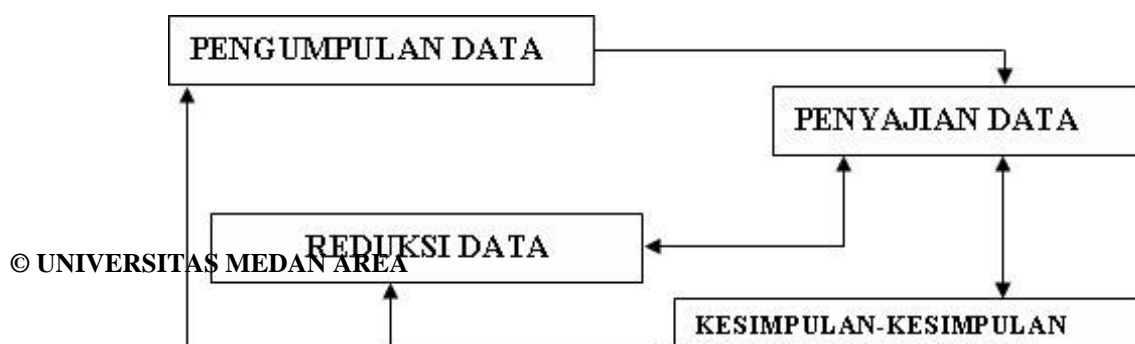 PENGUMPULAN DATA
PENYAJIAN DATA
REDUKSI DATA
© UNIVERSITAS MEDAN AREA
KESIMPULAN-KESIMPULAN